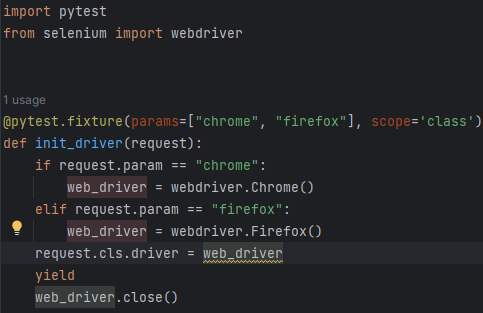 import pytest
from selenium import webdriver
1 usage
@pytest.fixture(params=["chrome", "firefox"], scope='class')
def init_driver(request):
    if request.param == "chrome":
        web_driver = webdriver.Chrome()
    elif request.param == "firefox":
        web_driver = webdriver.Firefox()
    request.cls.driver = web_driver
    yield
    web_driver.close()